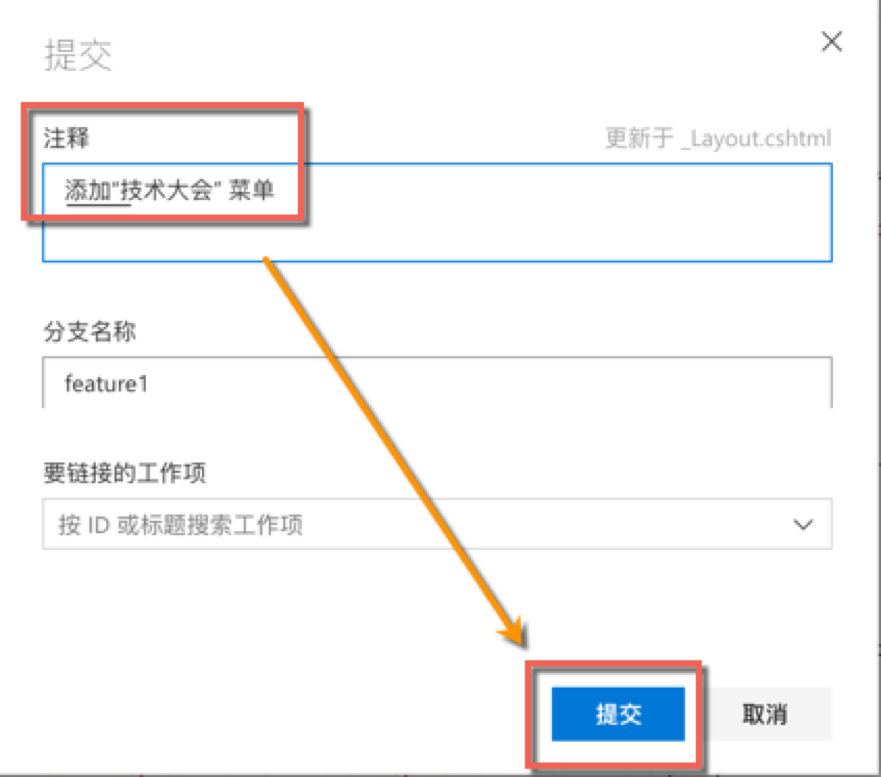 提交
注释
更新于 _Layout.cshtml
添加"技术大会" 菜单
分支名称
feature1
要链接的工作项
按 ID 或标题搜索工作项
提交
取消